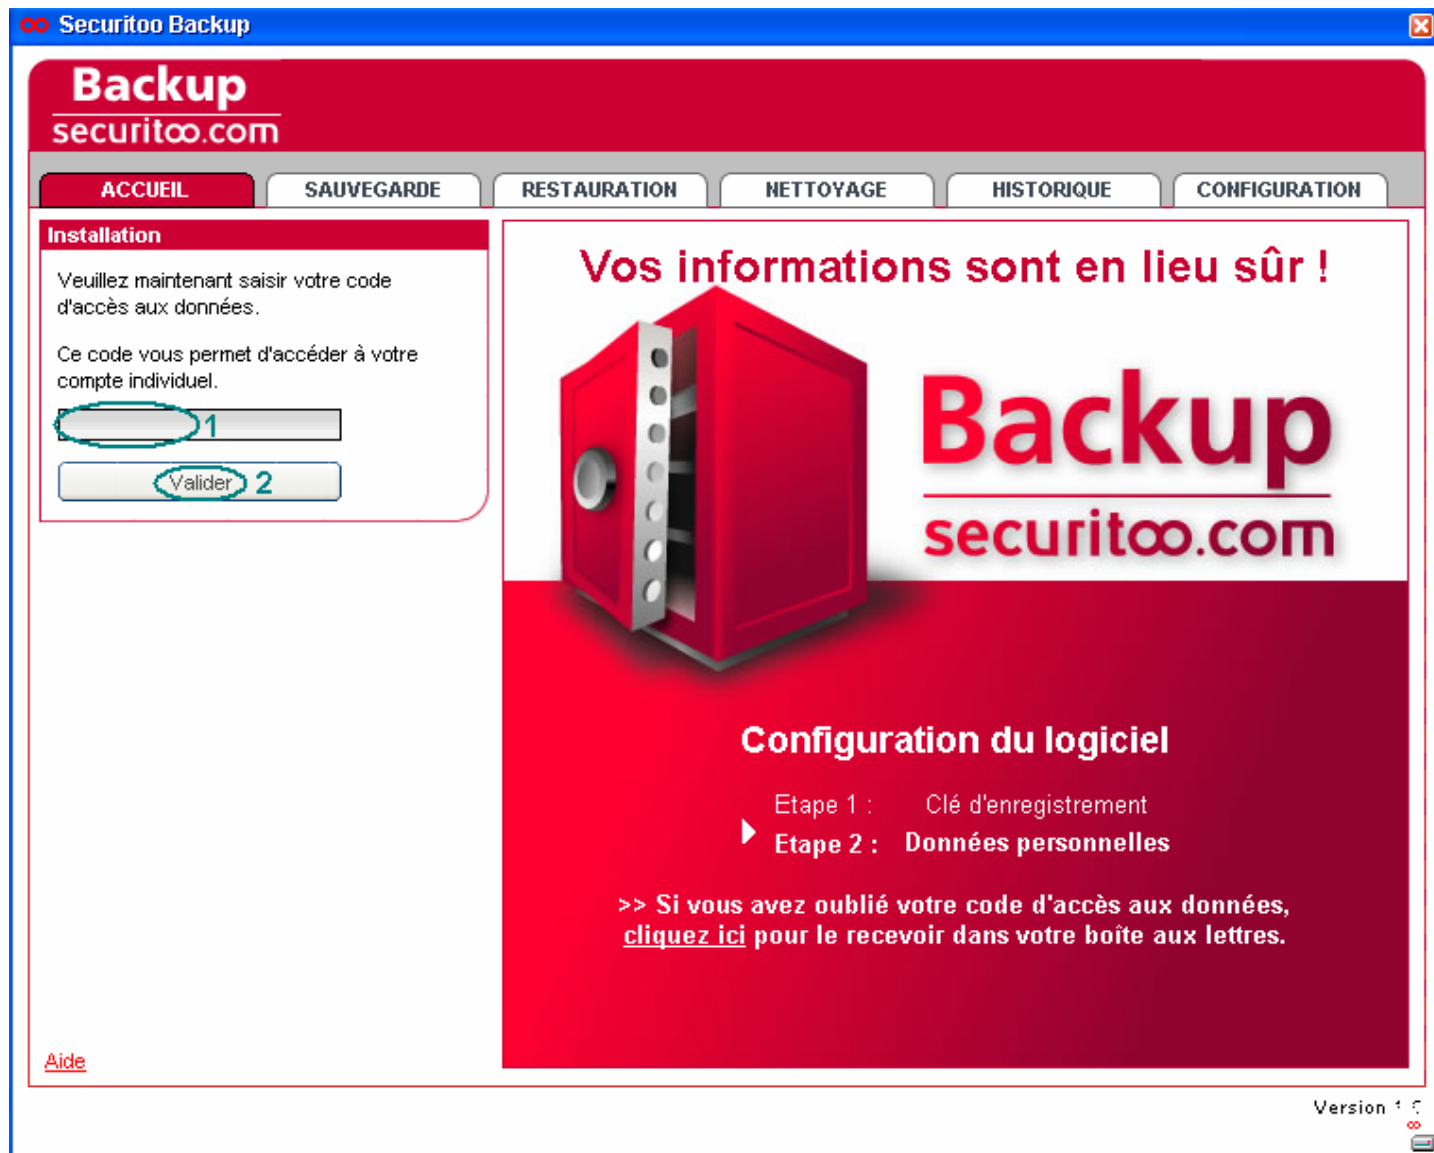 Securitoo Backup
Backup
securitoo.com
ACCUEIL SAUVEGARDE RESTAURATION NETTOYAGE HISTORIQUE CONFIGURATION
Installation
Veuillez maintenant saisir votre code
d'accès aux données.
Ce code vous permet d'accéder à votre
compte individuel.
1
Valider 2
Aide
Vos informations sont en lieu sûr !
Backup
securitoo.com
Configuration du logiciel
Etape 1 : Clé d'enregistrement
Etape 2 : Données personnelles
>> Si vous avez oublié votre code d'accès aux données,
cliquez ici pour le recevoir dans votre boîte aux lettres.
Version